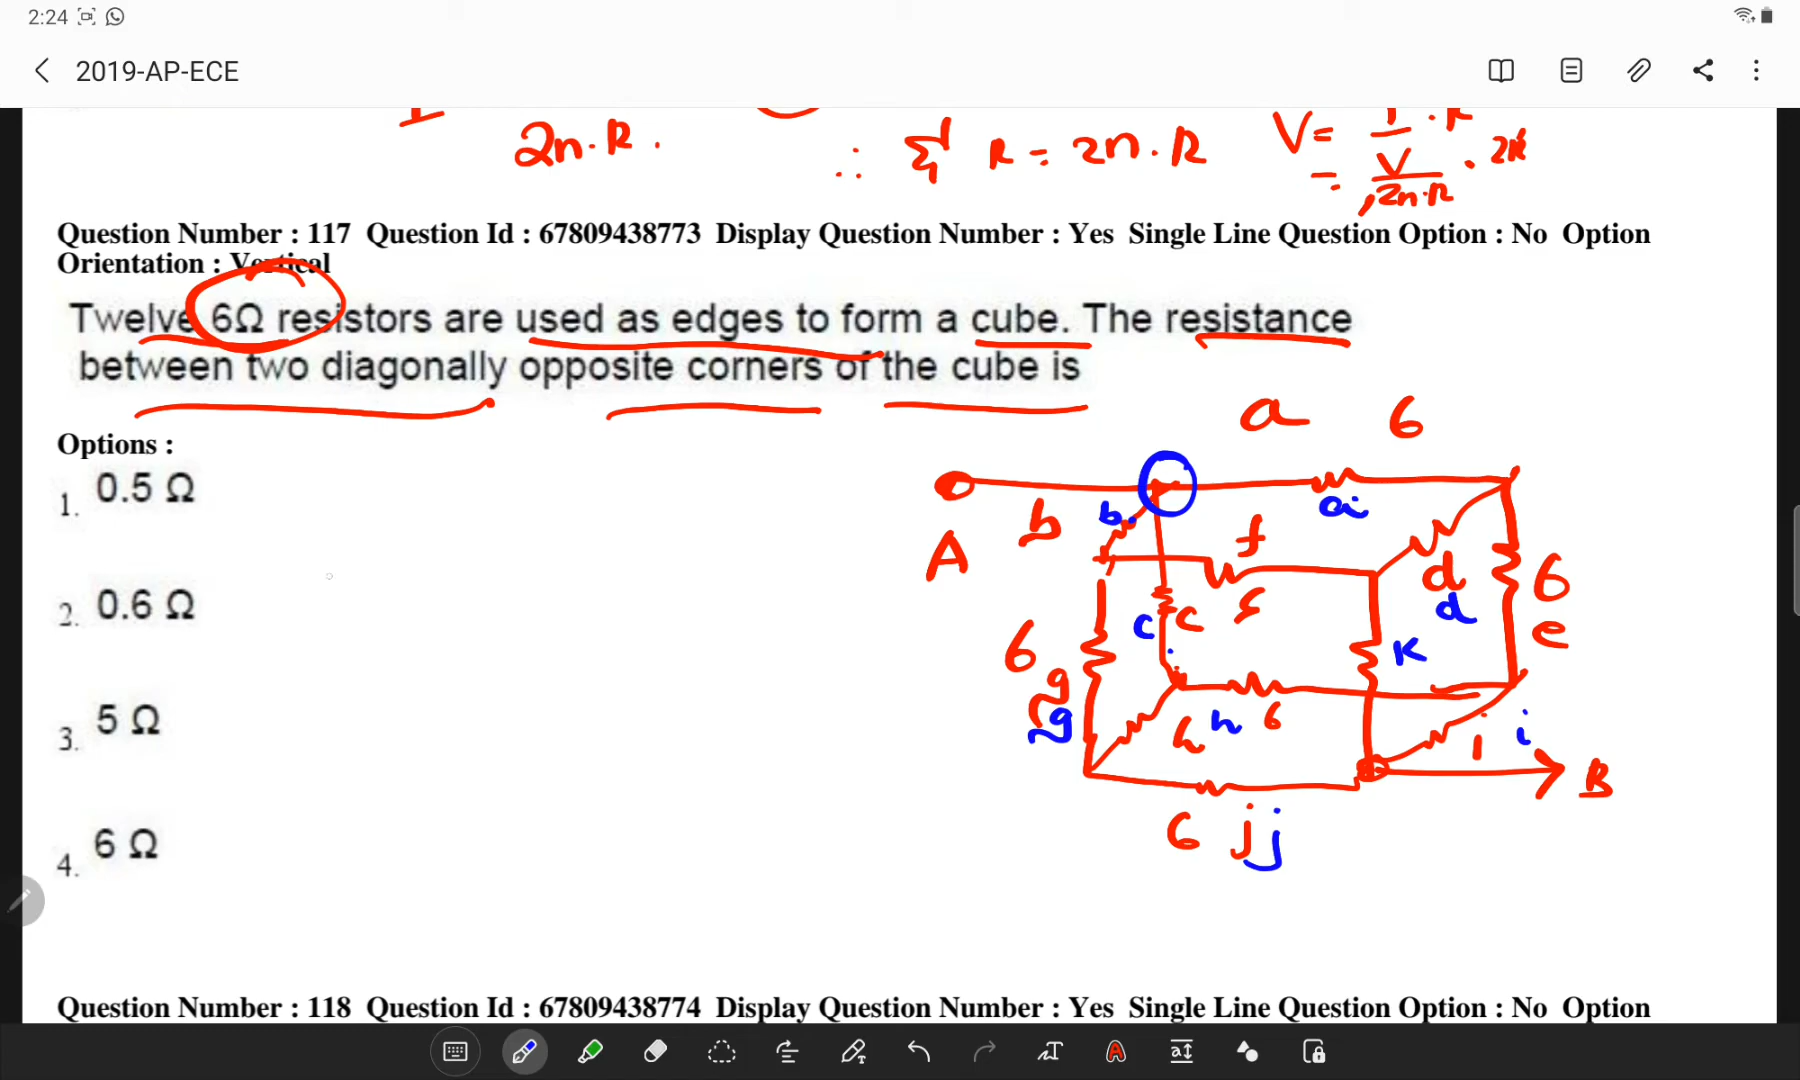 2:24
2019-AP-ECE
2n.R.
∴ Σ R = 2n.R
V =
= V/2n.R . 2R
Question Number : 117 Question Id : 67809438773 Display Question Number : Yes Single Line Question Option : No Option
Orientation : Vertical
Twelve 6Ω resistors are used as edges to form a cube. The resistance
between two diagonally opposite corners of the cube is
Options :
1. 0.5 Ω
2. 0.6 Ω
3. 5 Ω
4. 6 Ω
a 6
b b a
A f d 6
c c d e
6 K
g
g h h 6 i i
B
6 j j
Question Number : 118 Question Id : 67809438774 Display Question Number : Yes Single Line Question Option : No Option